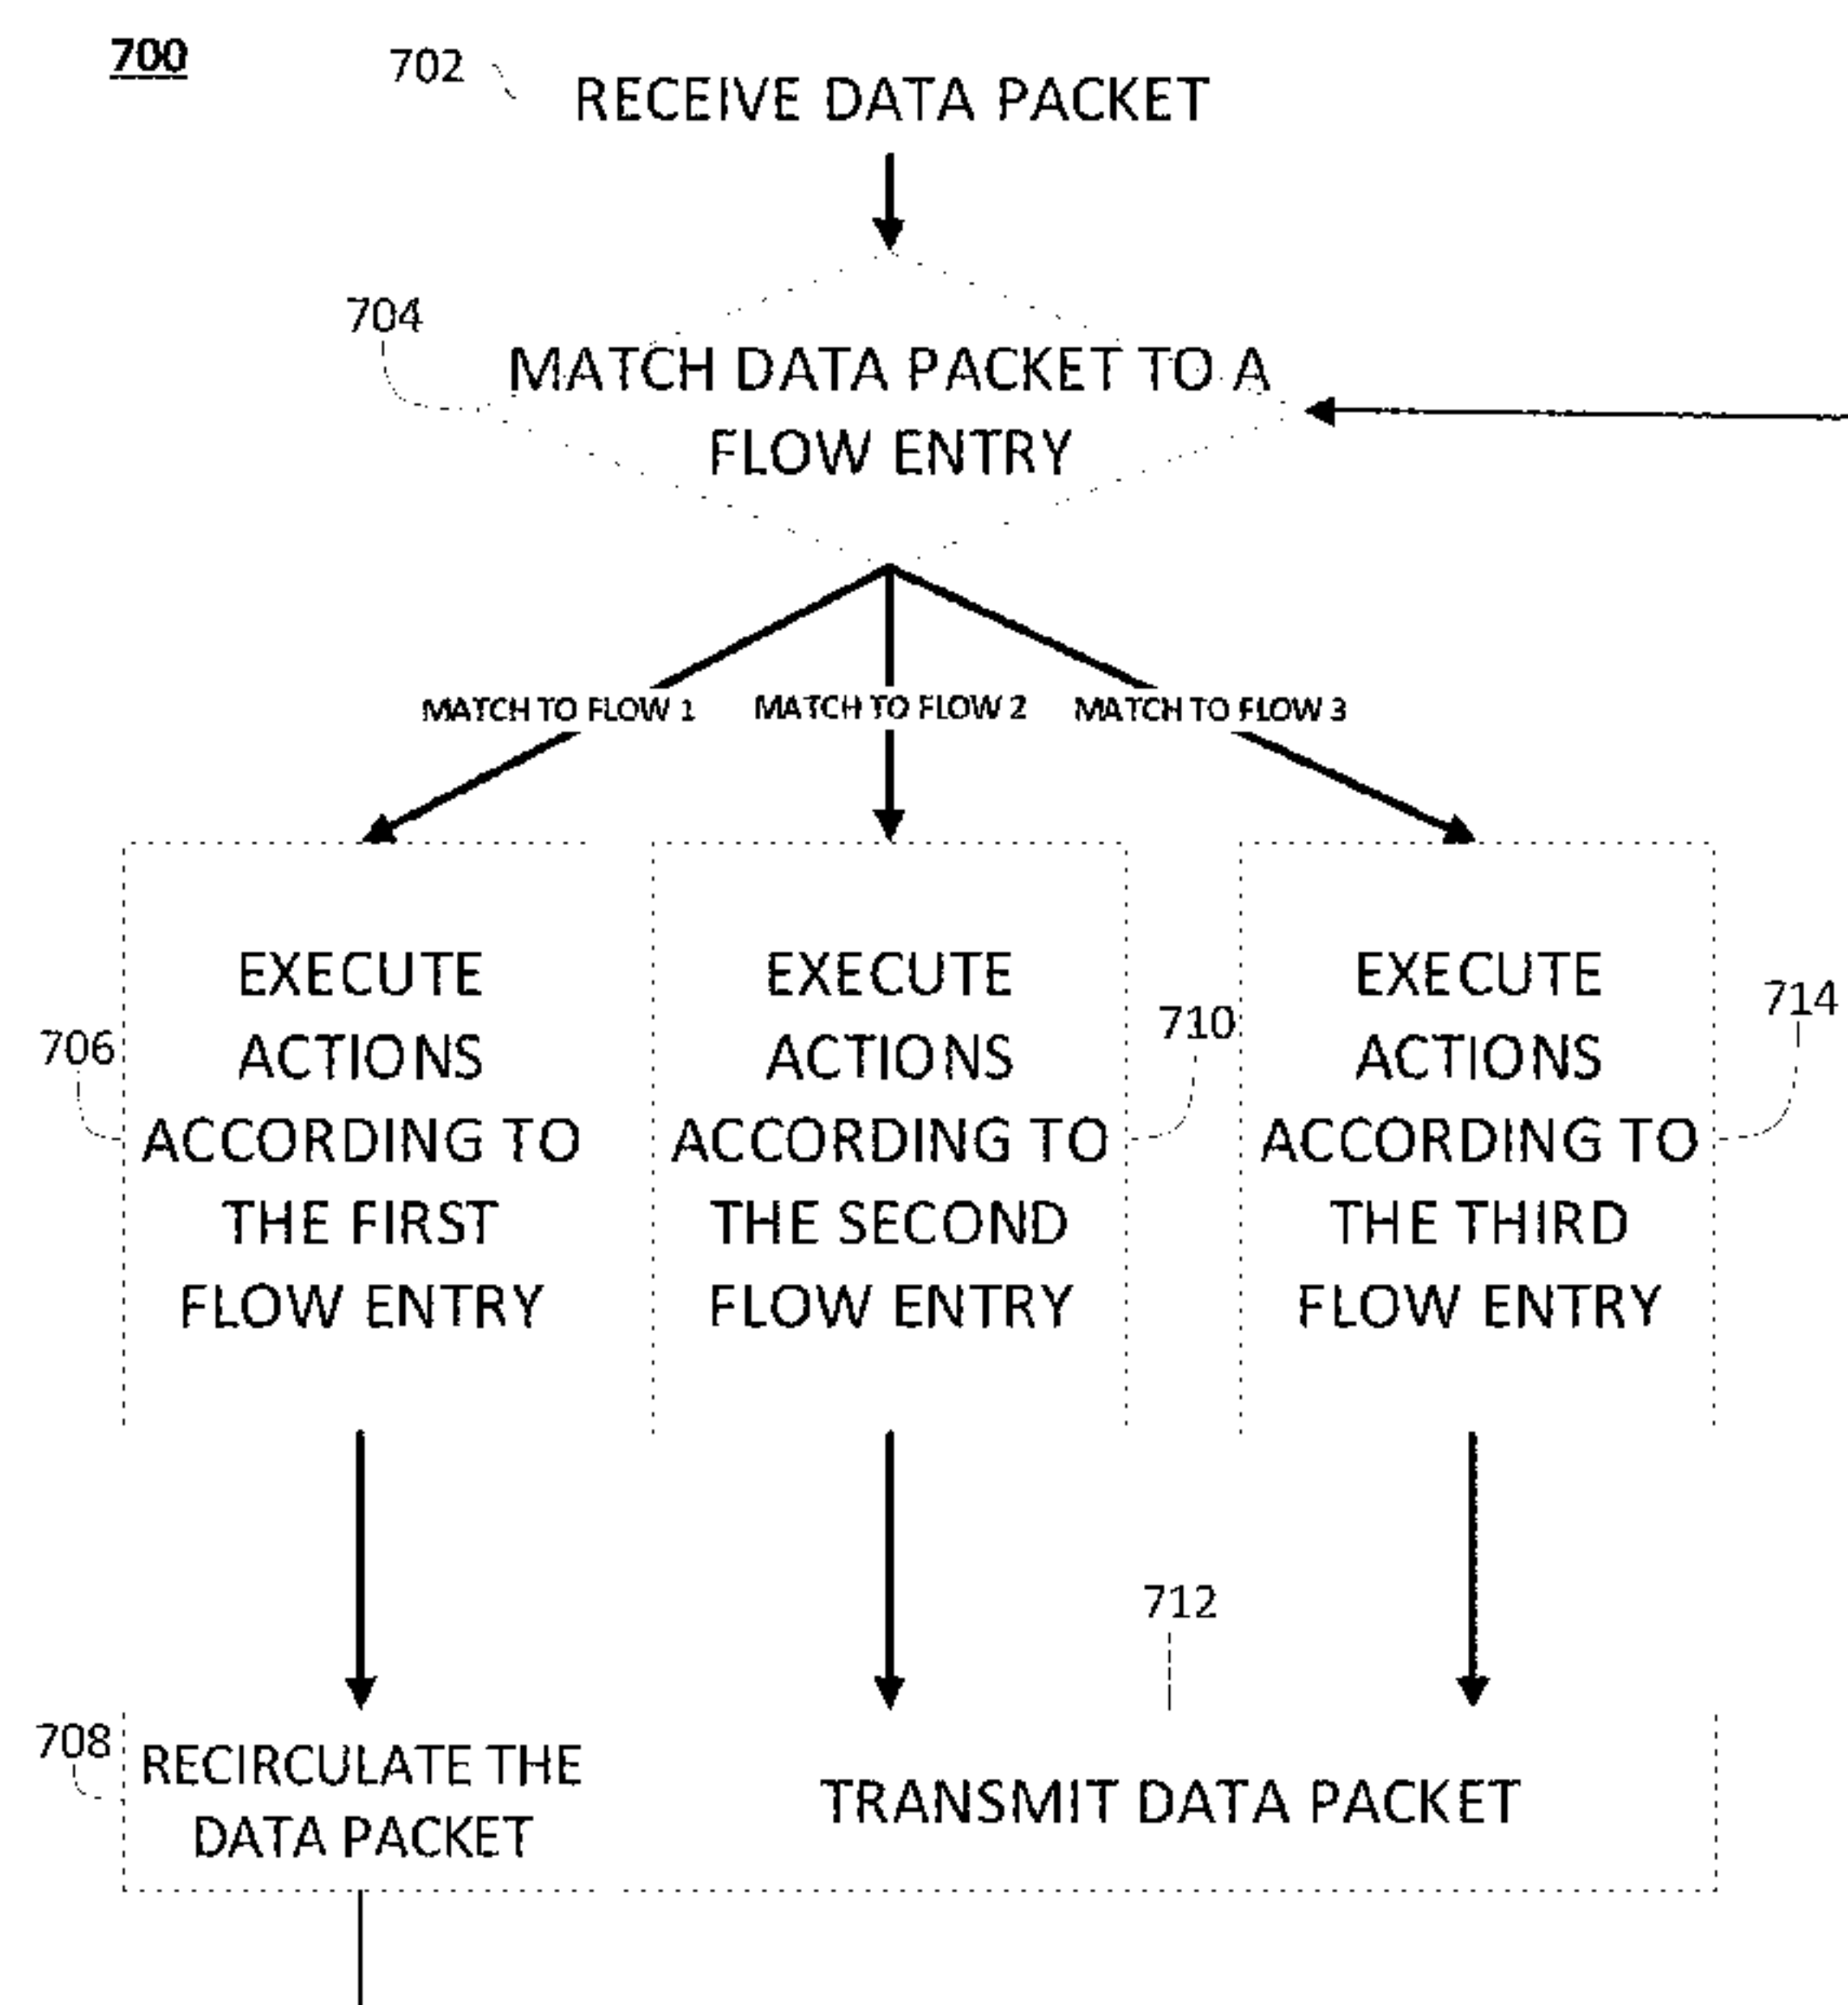 700
702
RECEIVE DATA PACKET
704
MATCH DATA PACKET TO A
FLOW ENTRY
MATCH TO FLOW 1
MATCH TO FLOW 2
MATCH TO FLOW 3
706
EXECUTE
ACTIONS
ACCORDING TO
THE FIRST
FLOW ENTRY
710
EXECUTE
ACTIONS
ACCORDING TO
THE SECOND
FLOW ENTRY
714
EXECUTE
ACTIONS
ACCORDING TO
THE THIRD
FLOW ENTRY
708
RECIRCULATE THE
DATA PACKET
712
TRANSMIT DATA PACKET